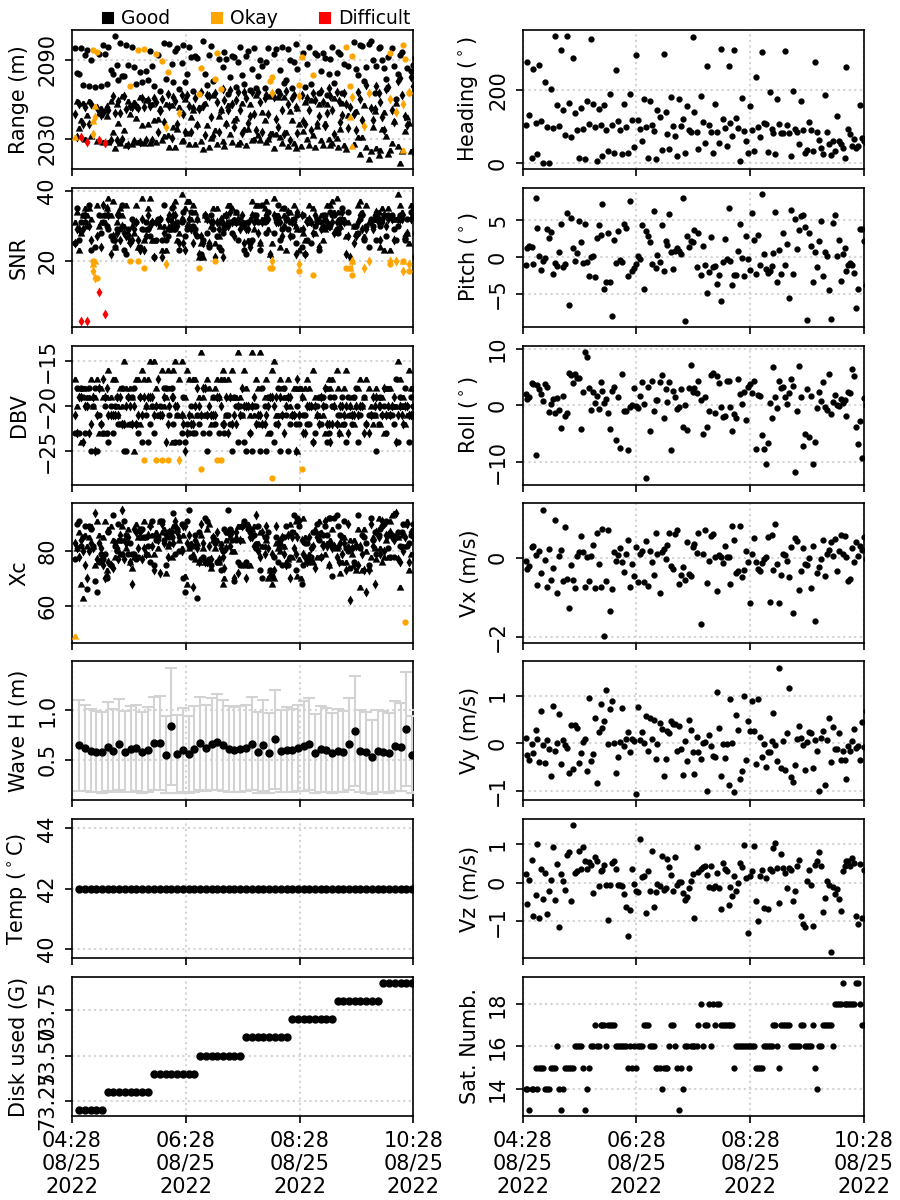 Good Okay Difficult
Range (m)
2090
2030
Heading (°)
200
0
SNR
40
20
Pitch (°)
5
0
−5
DBV
−15
−20
−25
Roll (°)
10
0
−10
Xc
80
60
Vx (m/s)
0
−2
Wave H (m)
1.0
0.5
Vy (m/s)
1
0
−1
Temp (°C)
44
42
40
Vz (m/s)
1
0
−1
Disk used (G)
73.75
73.50
73.25
Sat. Numb.
18
16
14
04:28 06:28 08:28 10:28
08/25 08/25 08/25 08/25
2022 2022 2022 2022
04:28 06:28 08:28 10:28
08/25 08/25 08/25 08/25
2022 2022 2022 2022